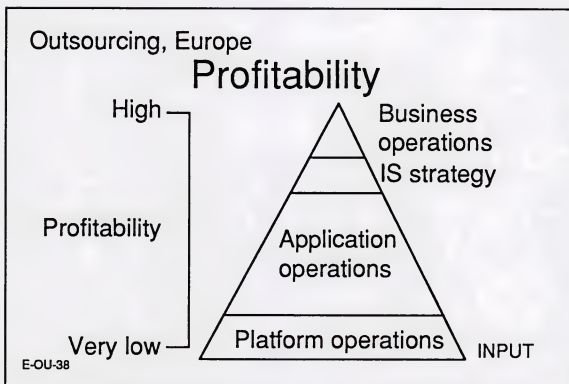 Outsourcing, Europe
Profitability
High
Business
operations
IS strategy
Profitability
Application
operations
Very low
Platform operations
INPUT
E-OU-38